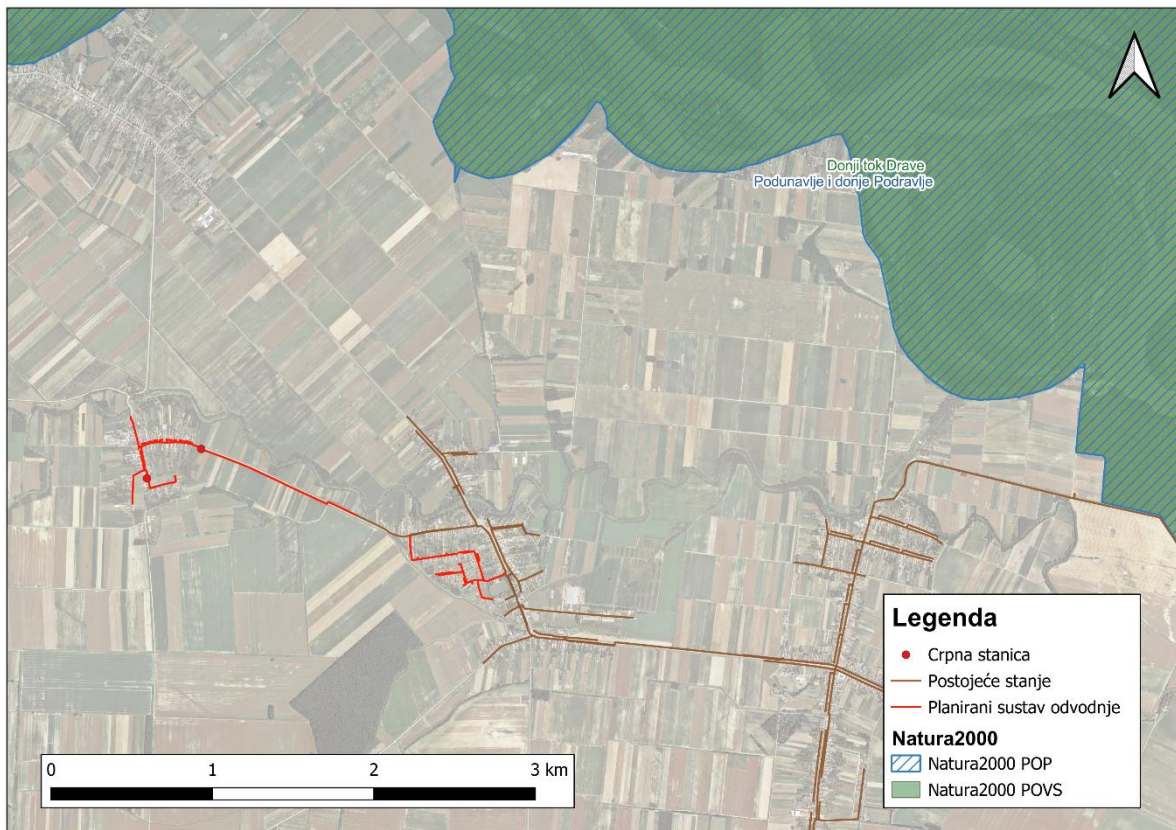 Donji tok Drave
Podunavlje i donje Podravlje
Legenda
Crpna stanica
Postojeće stanje
Planirani sustav odvodnje
Natura2000
Natura2000 POP
Natura2000 POVS
0 1 2 3 km